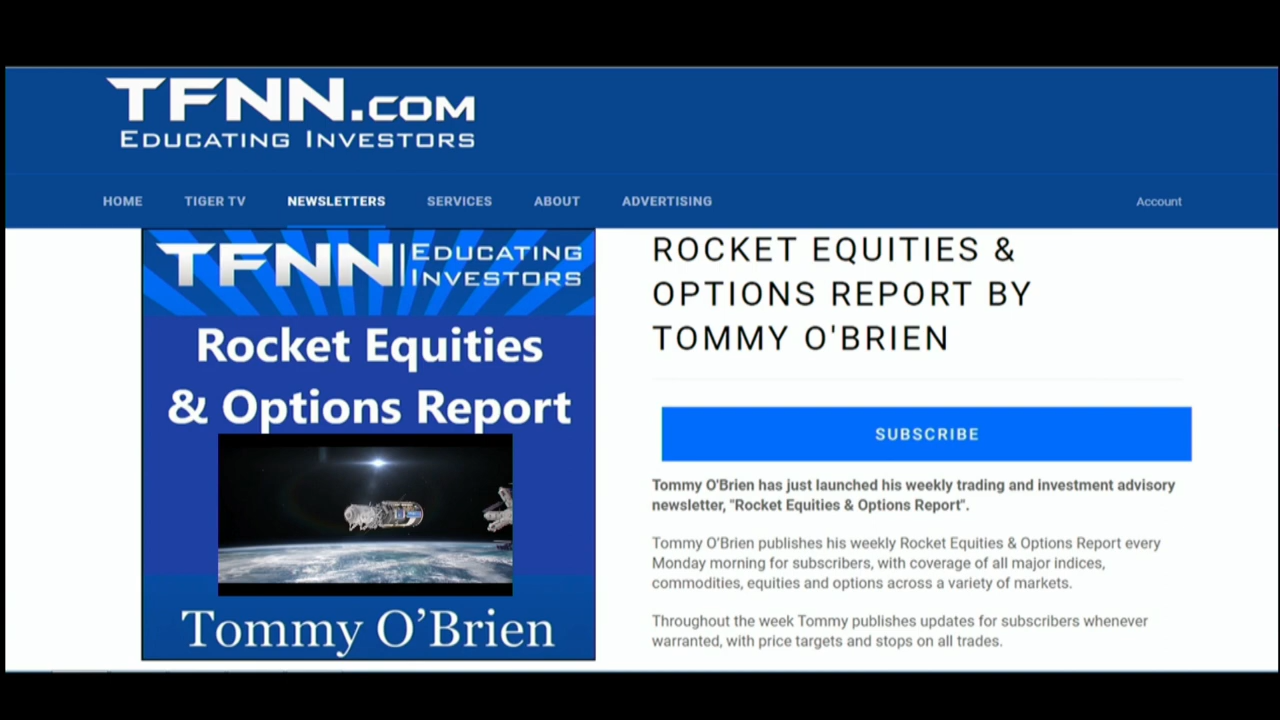 TFNN.COM
EDUCATING INVESTORS
HOME TIGER TV NEWSLETTERS SERVICES ABOUT ADVERTISING Account
TFNN | EDUCATING
INVESTORS
Rocket Equities
& Options Report
Tommy O’Brien
ROCKET EQUITIES &
OPTIONS REPORT BY
TOMMY O'BRIEN
SUBSCRIBE
Tommy O'Brien has just launched his weekly trading and investment advisory
newsletter, "Rocket Equities & Options Report".
Tommy O’Brien publishes his weekly Rocket Equities & Options Report every
Monday morning for subscribers, with coverage of all major indices,
commodities, equities and options across a variety of markets.
Throughout the week Tommy publishes updates for subscribers whenever
warranted, with price targets and stops on all trades.